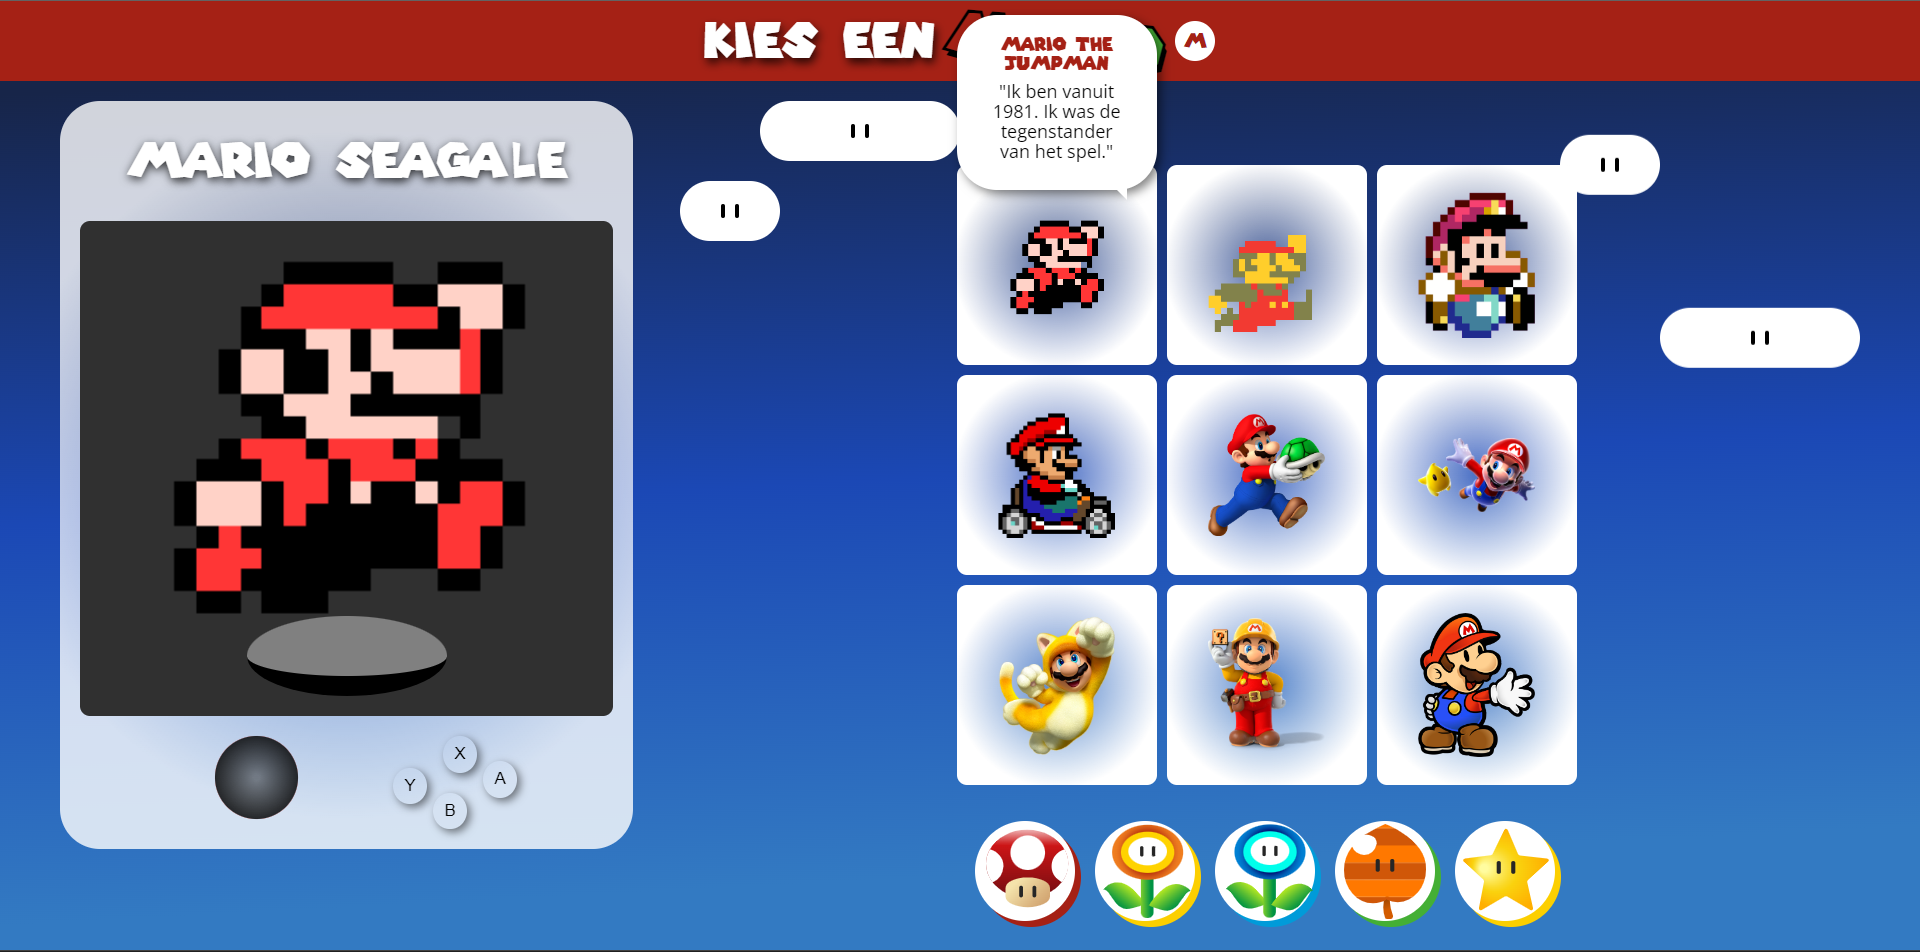 KIES EEN
M
MARIO THE
JUMPMAN
"Ik ben vanuit
1981. Ik was de
tegenstander
van het spel."
MARIO SEAGALE
X
Y
A
B